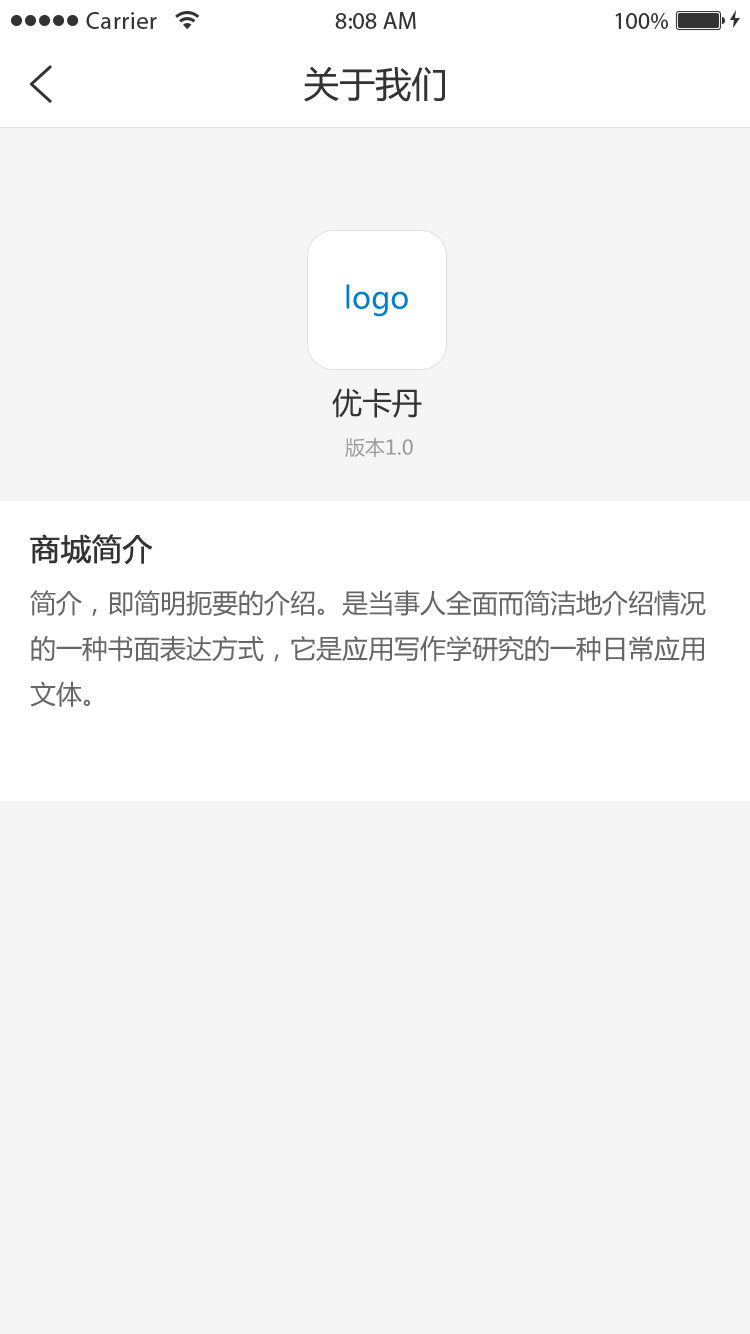 Carrier 8:08 AM 100%
关于我们
logo
优卡丹
版本1.0
商城简介
简介，即简明扼要的介绍。是当事人全面而简洁地介绍情况
的一种书面表达方式，它是应用写作学研究的一种日常应用
文体。